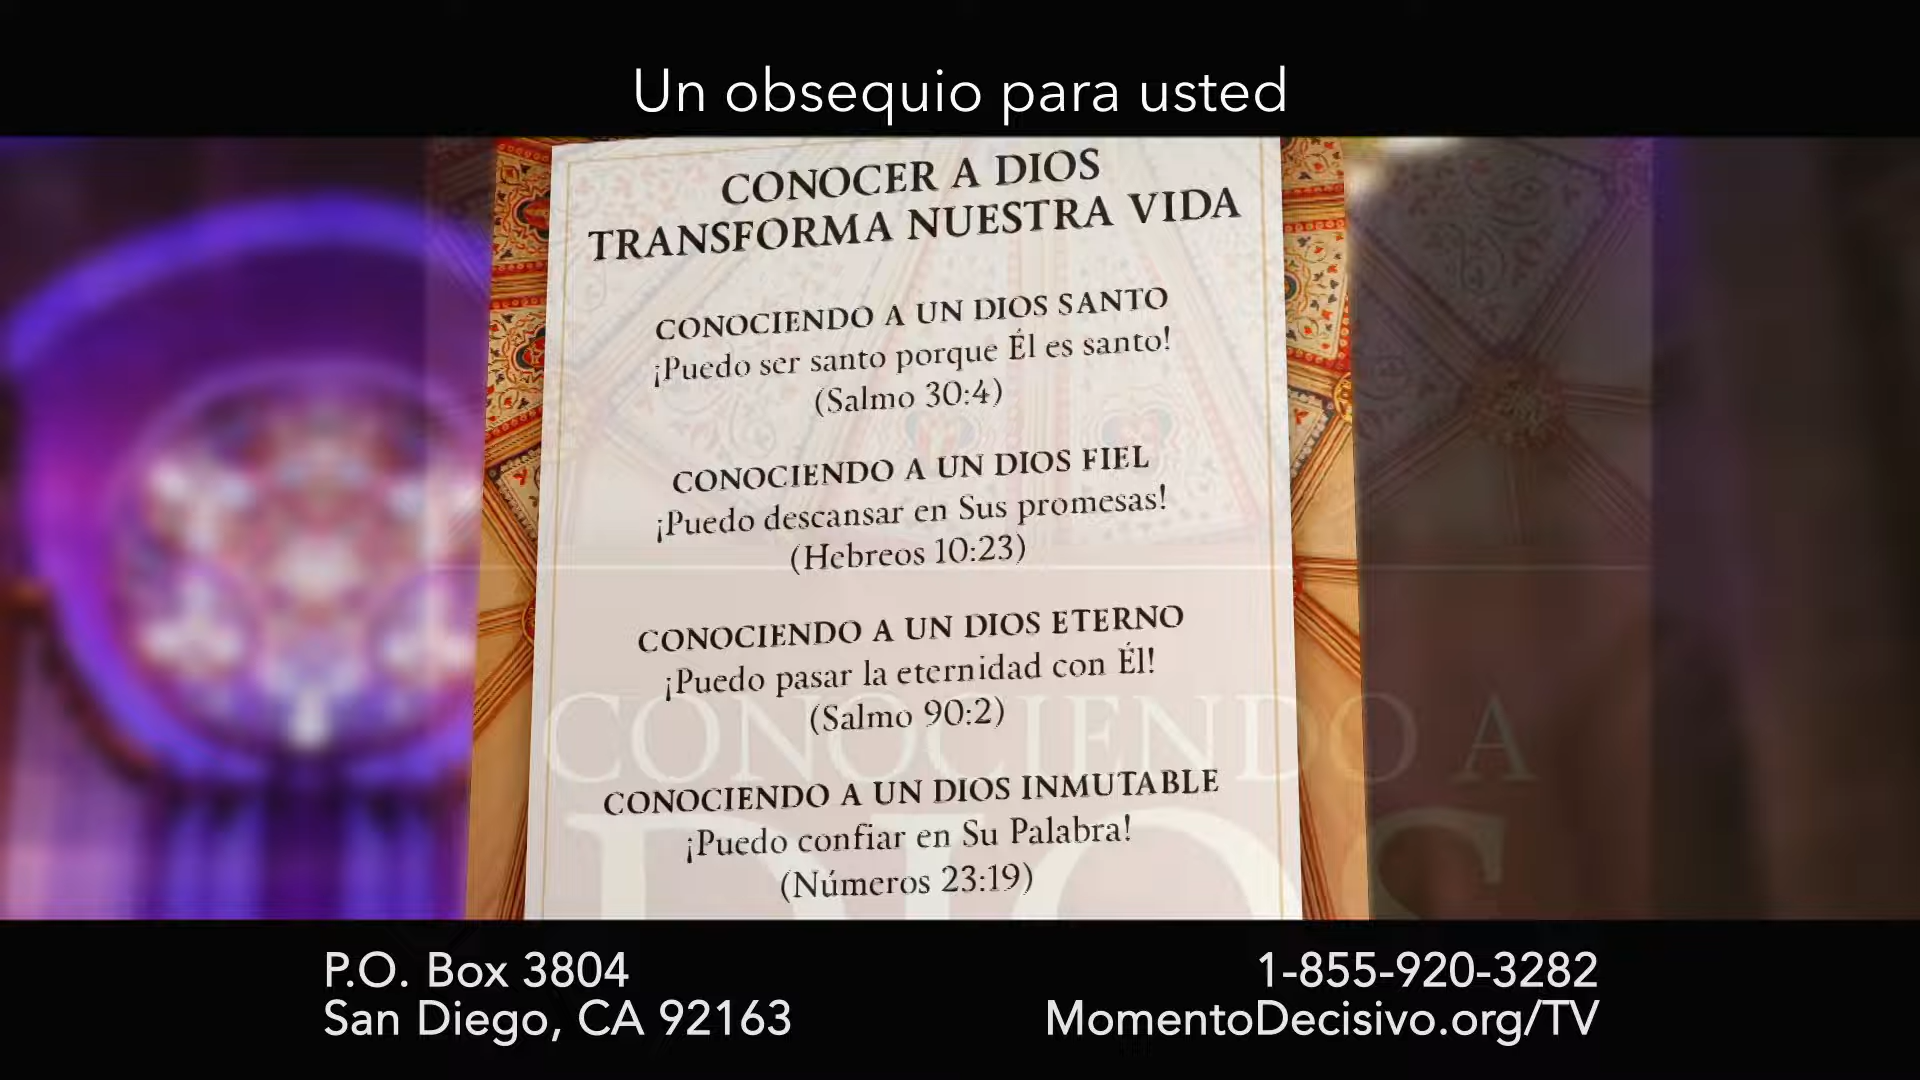 Un obsequio para usted
CONOCER A DIOS
TRANSFORMA NUESTRA VIDA
CONOCIENDO A UN DIOS SANTO
¡Puedo ser santo porque Él es santo!
(Salmo 30:4)
CONOCIENDO A UN DIOS FIEL
¡Puedo descansar en Sus promesas!
(Hebreos 10:23)
CONOCIENDO A UN DIOS ETERNO
¡Puedo pasar la eternidad con Él!
(Salmo 90:2)
CONOCIENDO A
CONOCIENDO A UN DIOS INMUTABLE
¡Puedo confiar en Su Palabra!
(Números 23:19)
DIOS
P.O. Box 3804
San Diego, CA 92163
1-855-920-3282
MomentoDecisivo.org/TV